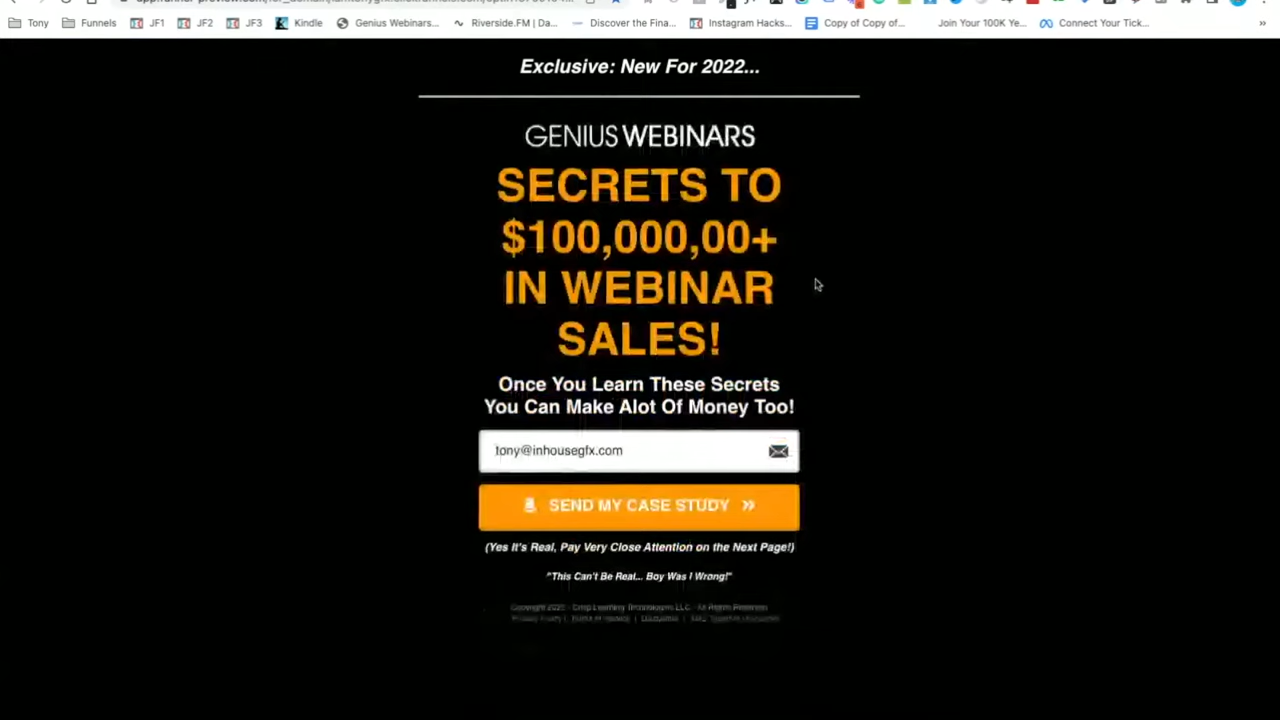 Tony Funnels JF1 JF2 JF3 Kindle Genius Webinars... Riverside.FM | Da... Discover the Fina... Instagram Hacks... Copy of Copy of... Join Your 100K Ye... Connect Your Tick... »
Exclusive: New For 2022...
GENIUS WEBINARS
SECRETS TO
$100,000,00+
IN WEBINAR
SALES!
Once You Learn These Secrets
You Can Make Alot Of Money Too!
tony@inhousegfx.com
SEND MY CASE STUDY »
(Yes It's Real, Pay Very Close Attention on the Next Page!)
"This Can't Be Real... Boy Was I Wrong!"